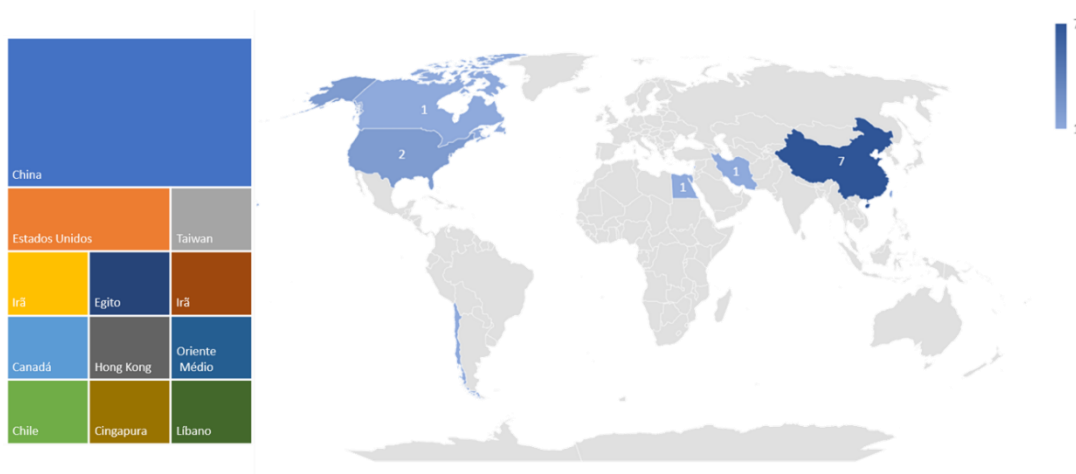 China
Estados Unidos
Taiwan
Irã
Egito
Irã
Canadá
Hong Kong
Oriente
Médio
Chile
Cingapura
Líbano
1
2
1
1
7